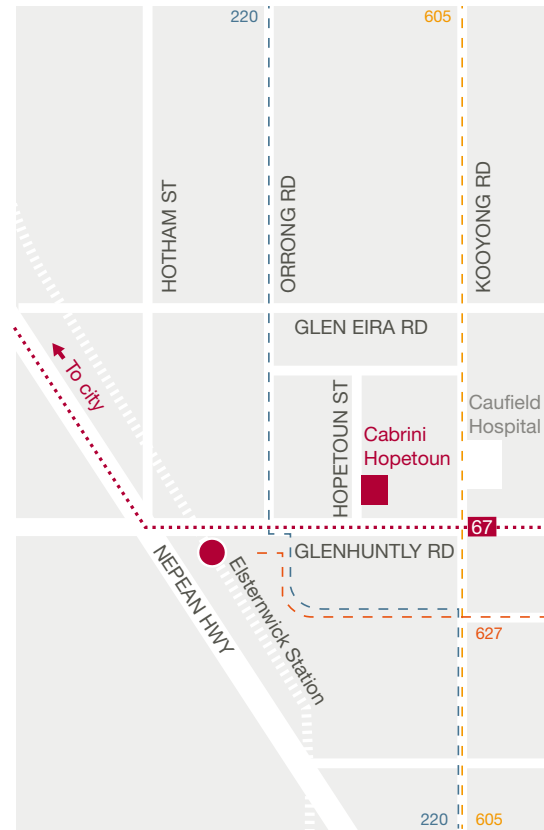 220
605
HOTHAM ST
ORRONG RD
KOOYONG RD
GLEN EIRA RD
To city
HOPETOUN ST
Caufield
Hospital
Cabrini
Hopetoun
67
GLENHUNTLY RD
NEPEAN HWY
Elsternwick Station
627
220
605